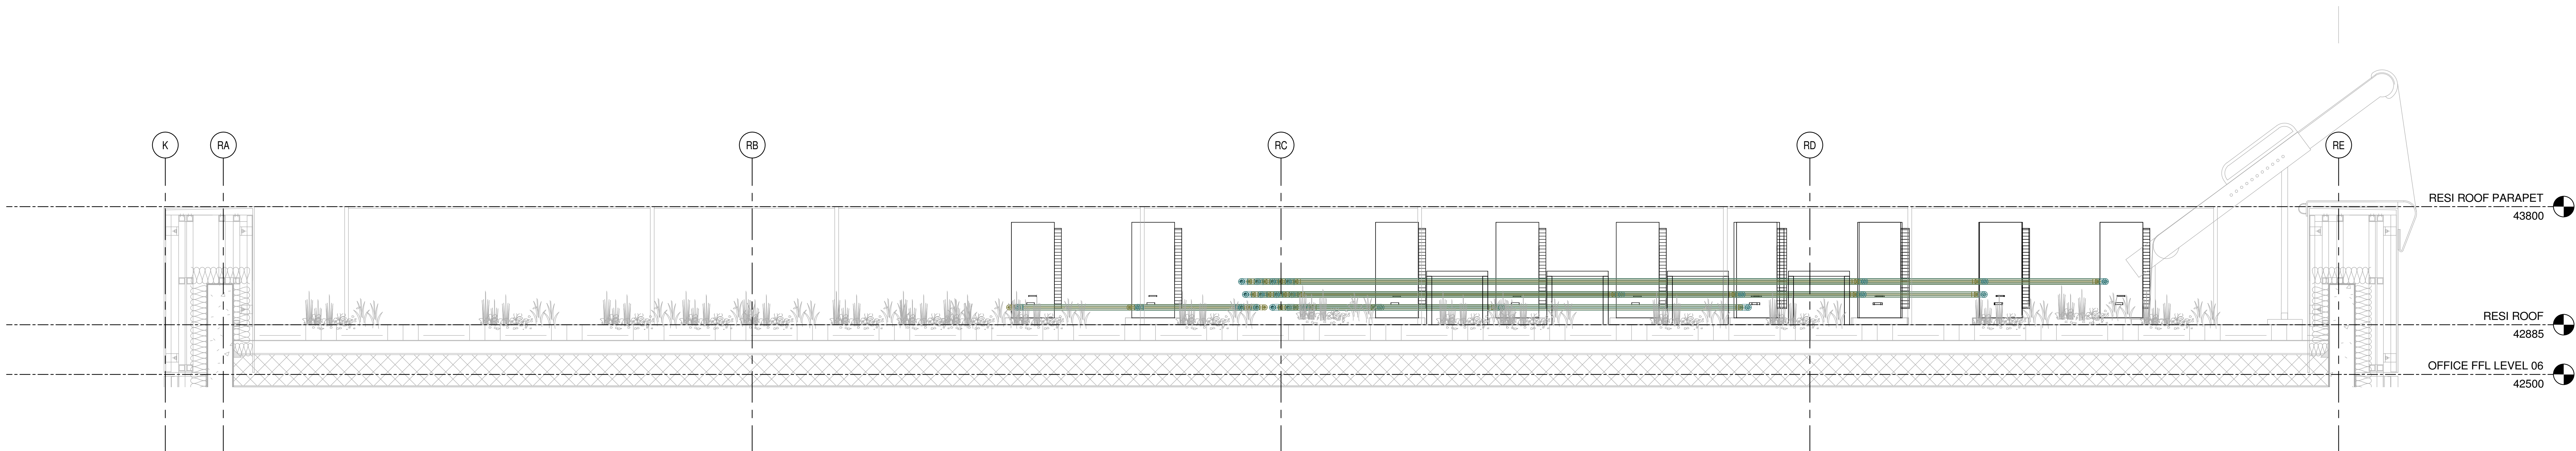 K
RA
RB
RC
RD
RE
RESI ROOF PARAPET
43800
RESI ROOF
42885
OFFICE FFL LEVEL 06
42500